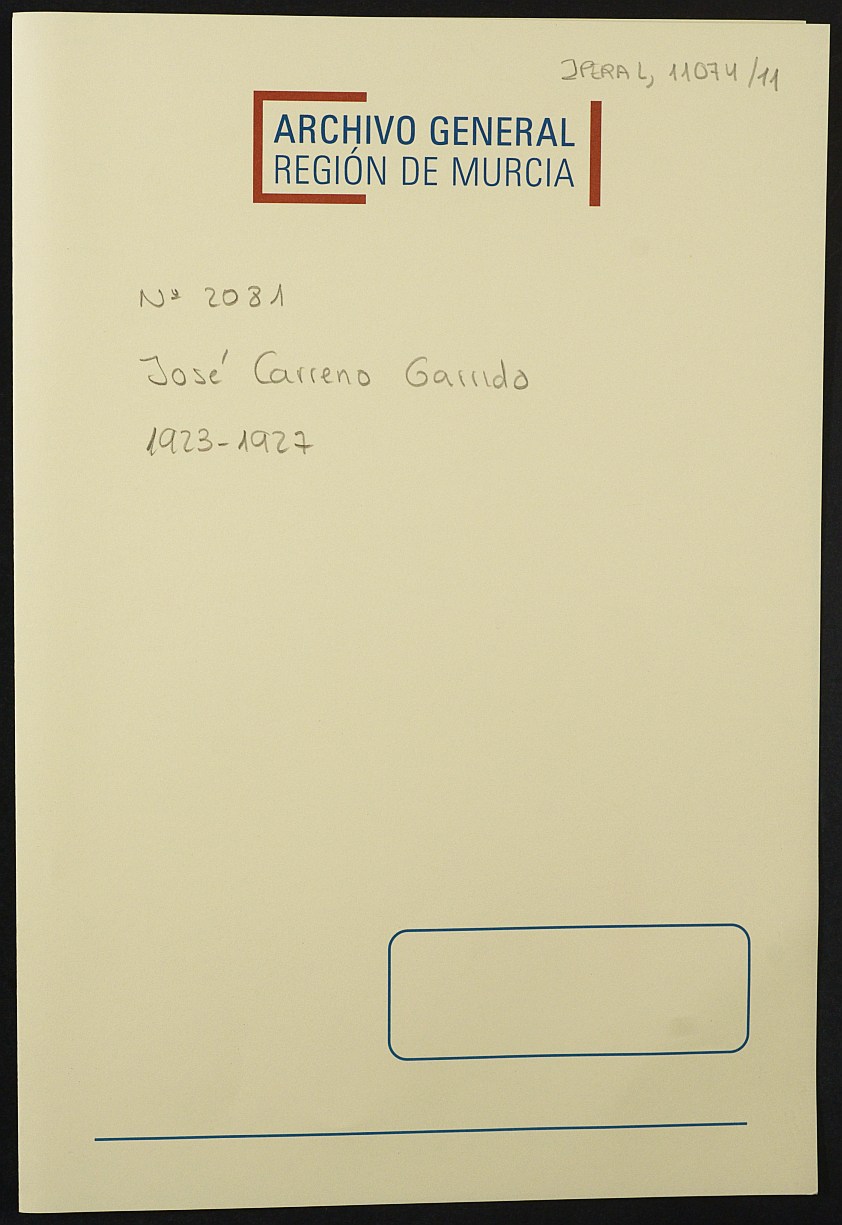 IPERAL, 11074/11
ARCHIVO GENERAL
REGIÓN DE MURCIA
Nº 2081
José Carreno Garrido
1923-1927